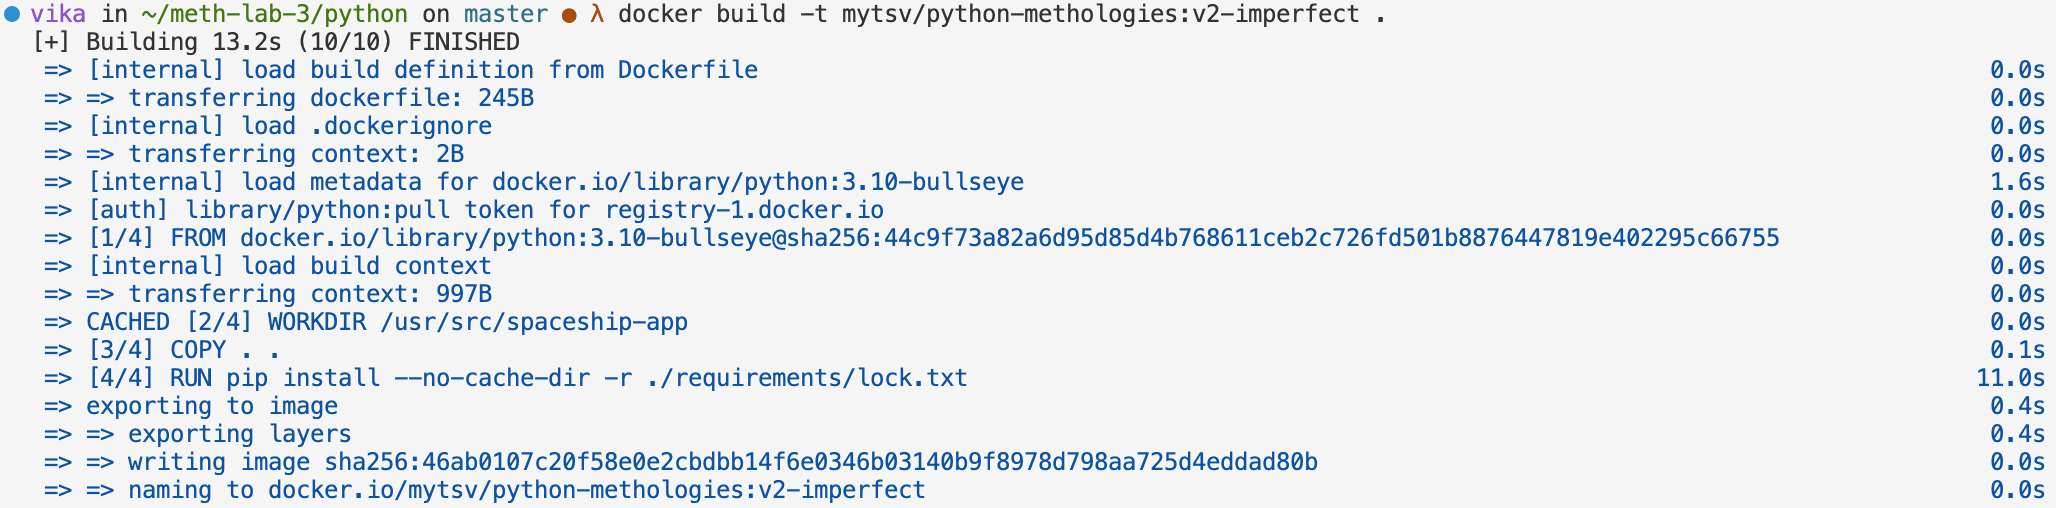 vika in ~/meth-lab-3/python on master ● λ docker build -t mytsv/python-methologies:v2-imperfect .
[+] Building 13.2s (10/10) FINISHED
=> [internal] load build definition from Dockerfile 0.0s
=> => transferring dockerfile: 245B 0.0s
=> [internal] load .dockerignore 0.0s
=> => transferring context: 2B 0.0s
=> [internal] load metadata for docker.io/library/python:3.10-bullseye 1.6s
=> [auth] library/python:pull token for registry-1.docker.io 0.0s
=> [1/4] FROM docker.io/library/python:3.10-bullseye@sha256:44c9f73a82a6d95d85d4b768611ceb2c726fd501b8876447819e402295c66755 0.0s
=> [internal] load build context 0.0s
=> => transferring context: 997B 0.0s
=> CACHED [2/4] WORKDIR /usr/src/spaceship-app 0.0s
=> [3/4] COPY . . 0.1s
=> [4/4] RUN pip install --no-cache-dir -r ./requirements/lock.txt 11.0s
=> exporting to image 0.4s
=> => exporting layers 0.4s
=> => writing image sha256:46ab0107c20f58e0e2cbdbb14f6e0346b03140b9f8978d798aa725d4eddad80b 0.0s
=> => naming to docker.io/mytsv/python-methologies:v2-imperfect 0.0s